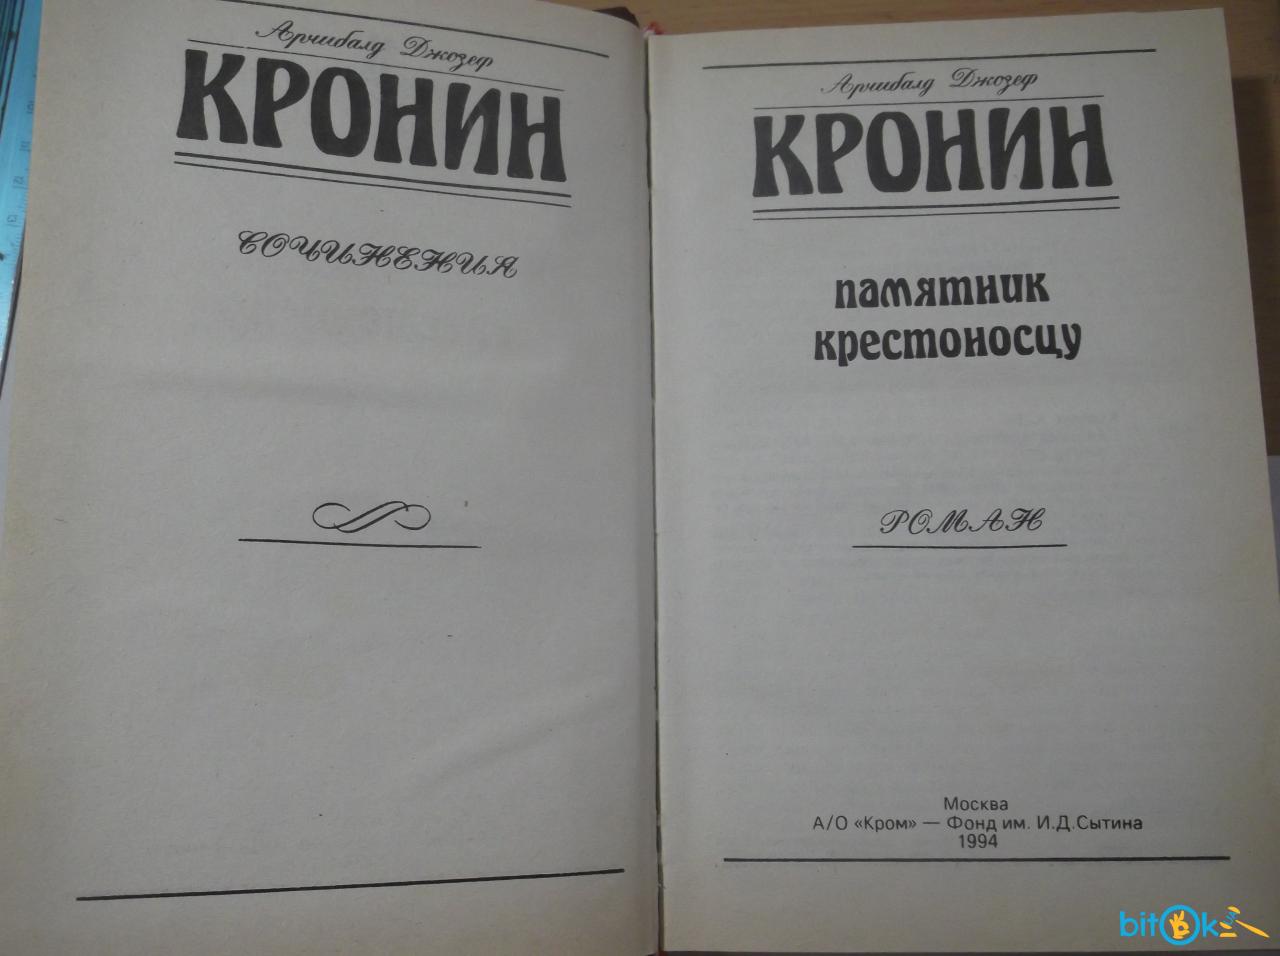 Арчибалд Джозеф
КРОНИН
СОЧИНЕНИЯ
Арчибалд Джозеф
КРОНИН
памятник
крестоносцу
РОМАН
Москва
А/О «Кром» — Фонд им. И.Д.Сытина
1994
bitok